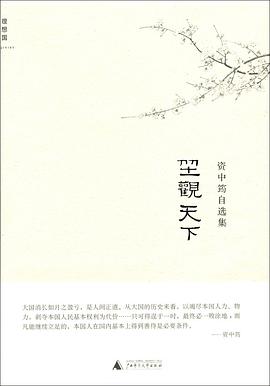 理想国
资中筠自选集
坐觀天下
大国消长如月之盈亏，是人间正道。从大国的历史来看，以竭尽本国人力、物
力，剥夺本国人民基本权利为代价……只可得逞于一时，最终必一败涂地；而
凡能继续立足的，本国人在国内基本上得到善待是必要条件。
——资中筠
广西师范大学出版社